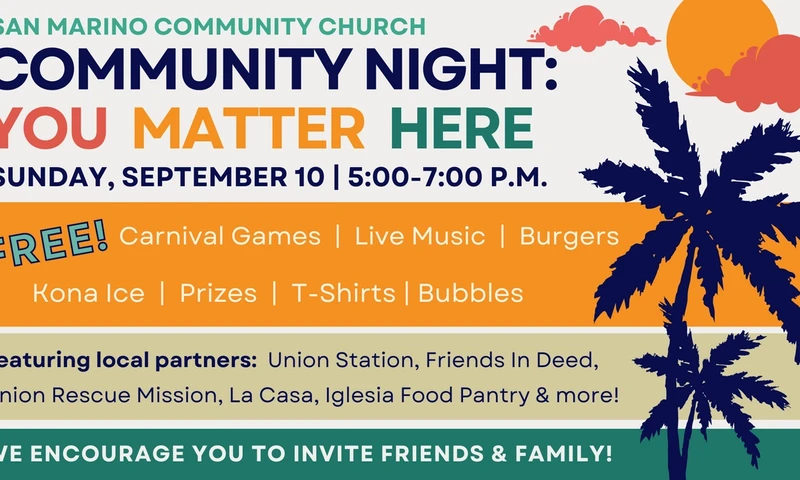 SAN MARINO COMMUNITY CHURCH
COMMUNITY NIGHT:
YOU MATTER HERE
SUNDAY, SEPTEMBER 10 | 5:00-7:00 P.M.
FREE! Carnival Games | Live Music | Burgers
Kona Ice | Prizes | T-Shirts | Bubbles
eaturing local partners: Union Station, Friends In Deed,
nion Rescue Mission, La Casa, Iglesia Food Pantry & more!
WE ENCOURAGE YOU TO INVITE FRIENDS & FAMILY!